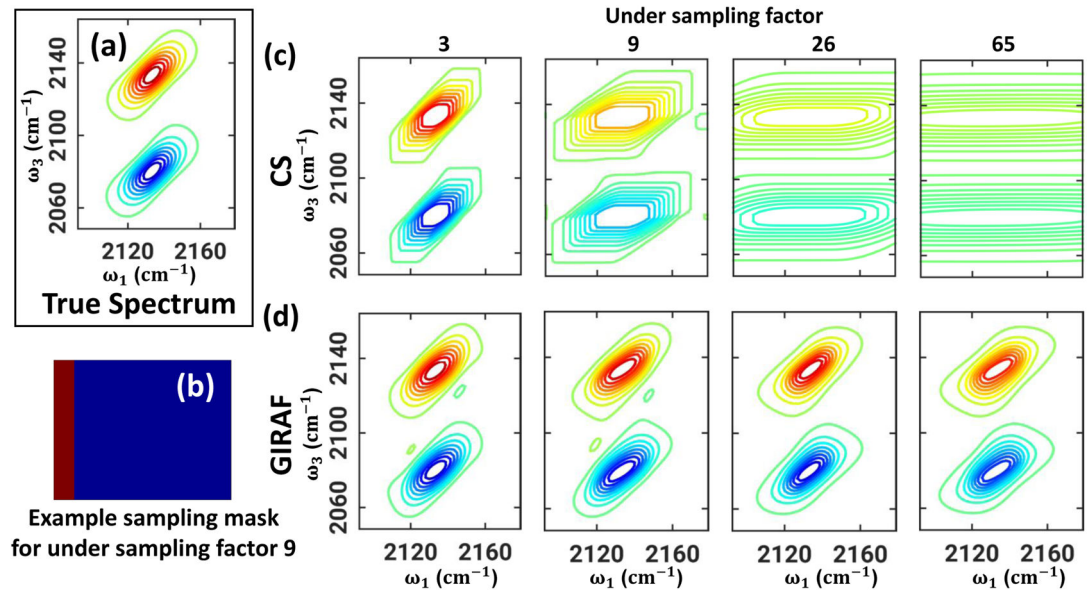 Under sampling factor
3 9 26 65
(a)
2140
2100
2060
ω₃ (cm⁻¹)
2120 2160
ω₁ (cm⁻¹)
True Spectrum
(b)
Example sampling mask
for under sampling factor 9
(c)
CS
ω₃ (cm⁻¹)
2140
2100
2060
(d)
GIRAF
ω₃ (cm⁻¹)
2140
2100
2060
2120 2160 2120 2160 2120 2160 2120 2160
ω₁ (cm⁻¹) ω₁ (cm⁻¹) ω₁ (cm⁻¹) ω₁ (cm⁻¹)